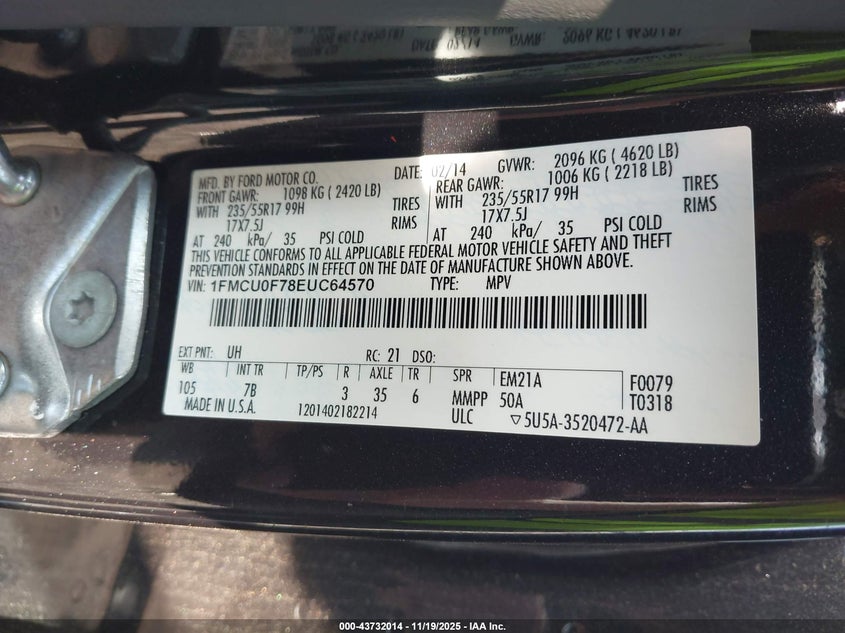 MFD. BY FORD MOTOR CO. DATE: 02/14 GVWR: 2096 KG ( 4620 LB)
FRONT GAWR: 1098 KG ( 2420 LB) REAR GAWR: 1006 KG ( 2218 LB)
WITH 235/55R17 99H TIRES 235/55R17 99H TIRES
17X7.5J RIMS WITH 17X7.5J RIMS
AT 240 kPa/ 35 PSI COLD AT 240 kPa/ 35 PSI COLD
THIS VEHICLE CONFORMS TO ALL APPLICABLE FEDERAL MOTOR VEHICLE SAFETY AND THEFT
PREVENTION STANDARDS IN EFFECT ON THE DATE OF MANUFACTURE SHOWN ABOVE.
VIN: 1FMCU0F78EUC64570 TYPE: MPV
EXT PNT: UH RC: 21 DSO:
WB INT TR TP/PS R AXLE TR SPR EM21A F0079
105 7B 3 35 6 MMPP 50A T0318
MADE IN U.S.A. 1201402182214 ULC ▽5U5A-3520472-AA
000-43732014 - 11/19/2025 - IAA Inc.